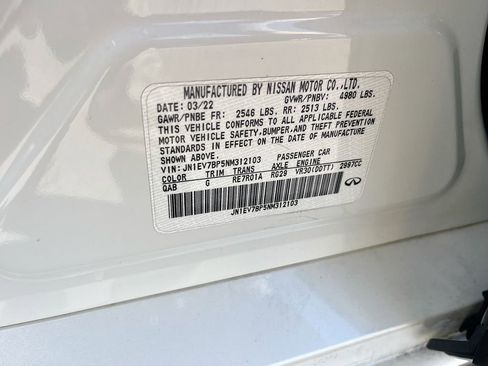 MANUFACTURED BY NISSAN MOTOR CO.,LTD.
DATE: 03/22 GVWR/PNBV: 4980 LBS.
GAWR/PNBE FR: 2546 LBS. RR: 2513 LBS.
THIS VEHICLE CONFORMS TO ALL APPLICABLE FEDERAL
MOTOR VEHICLE SAFETY, BUMPER, AND THEFT PREVENTION
STANDARDS IN EFFECT ON THE DATE OF MANUFACTURE
SHOWN ABOVE.
VIN: JN1EV7BP5NM312103 PASSENGER CAR
COLOR TRIM TRANS AXLE ENGINE
QAB G RE7R01A RG29 VR30(DDTT) 2997CC
JN1EV7BP5NM312103